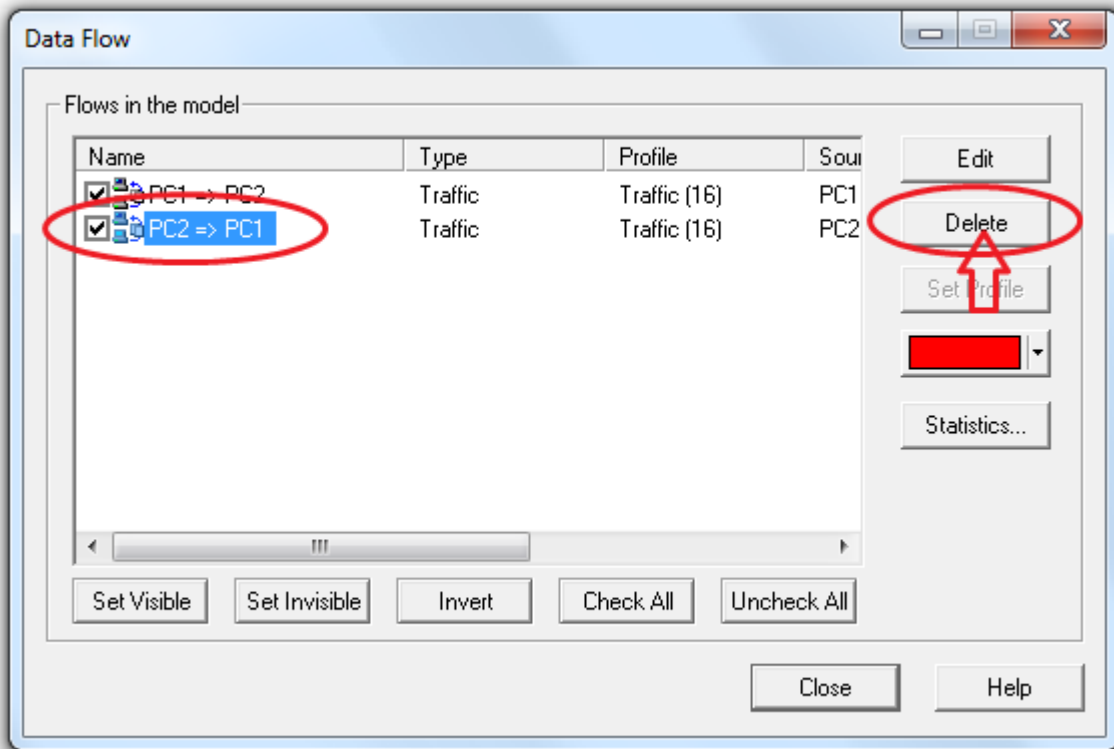 Data Flow
Flows in the model
Name Type Profile Sour
PC1 => PC2 Traffic Traffic (16) PC1
PC2 => PC1 Traffic Traffic (16) PC2
Edit
Delete
Set Profile
Statistics...
Set Visible Set Invisible Invert Check All Uncheck All
Close Help